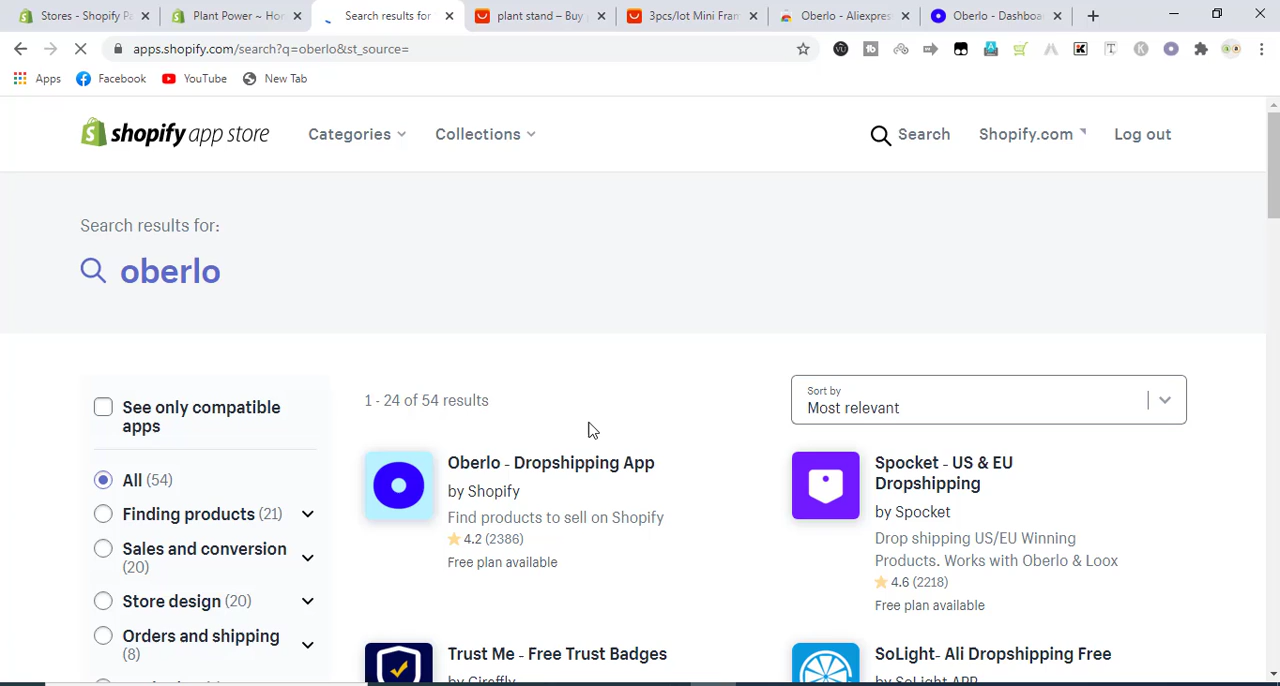 Stores - Shopify Pa
Plant Power ~ Hom
Search results for
plant stand – Buy p
3pcs/lot Mini Fram
Oberlo - Aliexpress
Oberlo - Dashboar
apps.shopify.com/search?q=oberlo&st_source=
Apps
Facebook
YouTube
New Tab
shopify app store
Categories
Collections
Search
Shopify.com
Log out
Search results for:
oberlo
See only compatible
apps
All (54)
Finding products (21)
Sales and conversion
(20)
Store design (20)
Orders and shipping
(8)
1 - 24 of 54 results
Sort by
Most relevant
Oberlo - Dropshipping App
by Shopify
Find products to sell on Shopify
4.2 (2386)
Free plan available
Spocket - US & EU
Dropshipping
by Spocket
Drop shipping US/EU Winning
Products. Works with Oberlo & Loox
4.6 (2218)
Free plan available
Trust Me - Free Trust Badges
SoLight- Ali Dropshipping Free